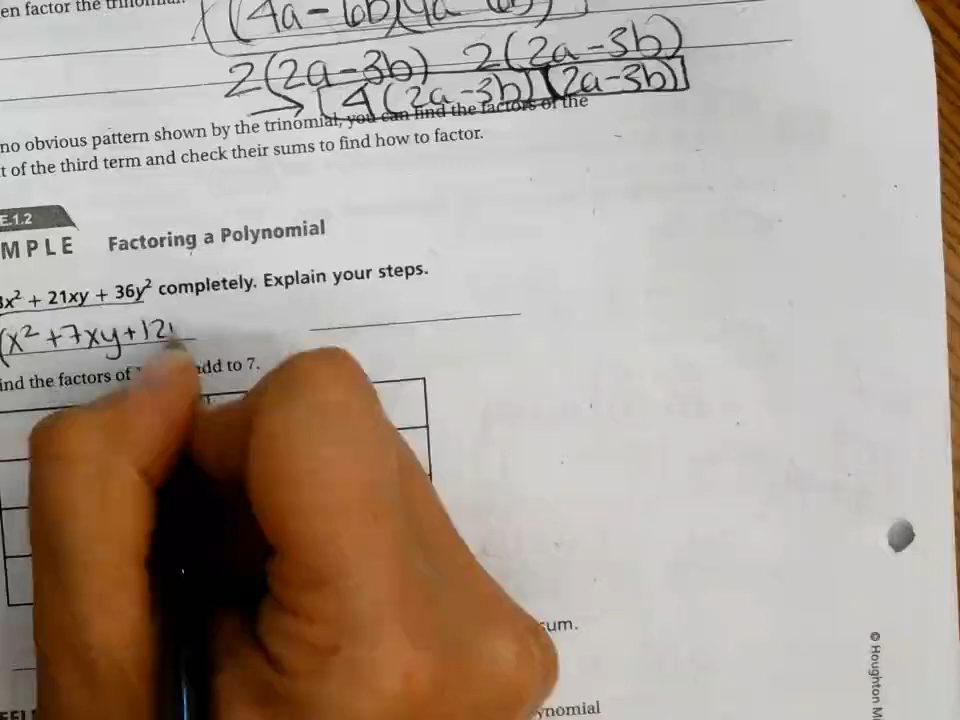 en factor the trinomial.
(4a-6b)(4a-6b)
2(2a-3b) 2(2a-3b)
4(2a-3b)(2a-3b)
no obvious pattern shown by the trinomial, you can find the factors of the
t of the third term and check their sums to find how to factor.
E.1.2
MPLE Factoring a Polynomial
3x² + 21xy + 36y² completely. Explain your steps.
(x²+7xy+12
ind the factors of add to 7.
sum.
ynomial
© Houghton M